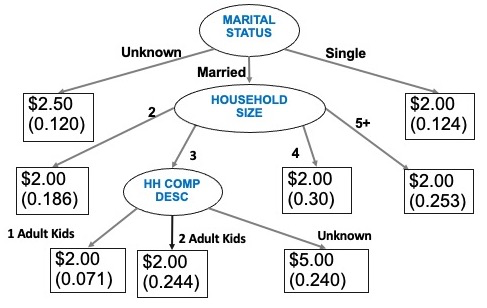 MARITAL
STATUS
Unknown
Single
Married
$2.50
(0.120)
2
HOUSEHOLD
SIZE
5+
$2.00
(0.124)
3
4
$2.00
(0.186)
HH COMP
DESC
$2.00
(0.30)
$2.00
(0.253)
1 Adult Kids
2 Adult Kids
Unknown
$2.00
(0.071)
$2.00
(0.244)
$5.00
(0.240)